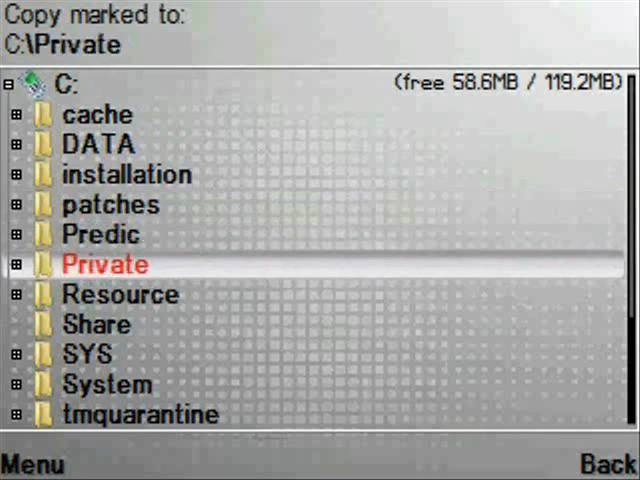 Copy marked to:
C:\Private
C: (free 58.6MB / 119.2MB)
cache
DATA
installation
patches
Predic
Private
Resource
Share
SYS
System
tmquarantine
Menu Back